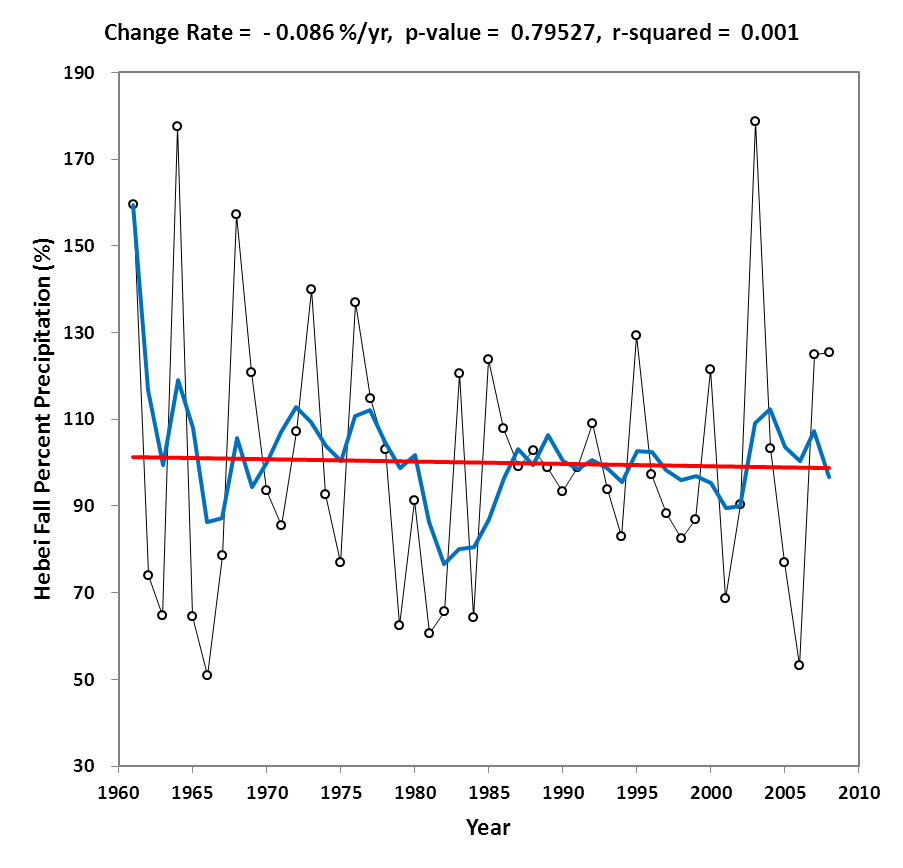 Change Rate = - 0.086 %/yr, p-value = 0.79527, r-squared = 0.001
Hebei Fall Percent Precipitation (%)
190
170
150
130
110
90
70
50
30
1960 1965 1970 1975 1980 1985 1990 1995 2000 2005 2010
Year